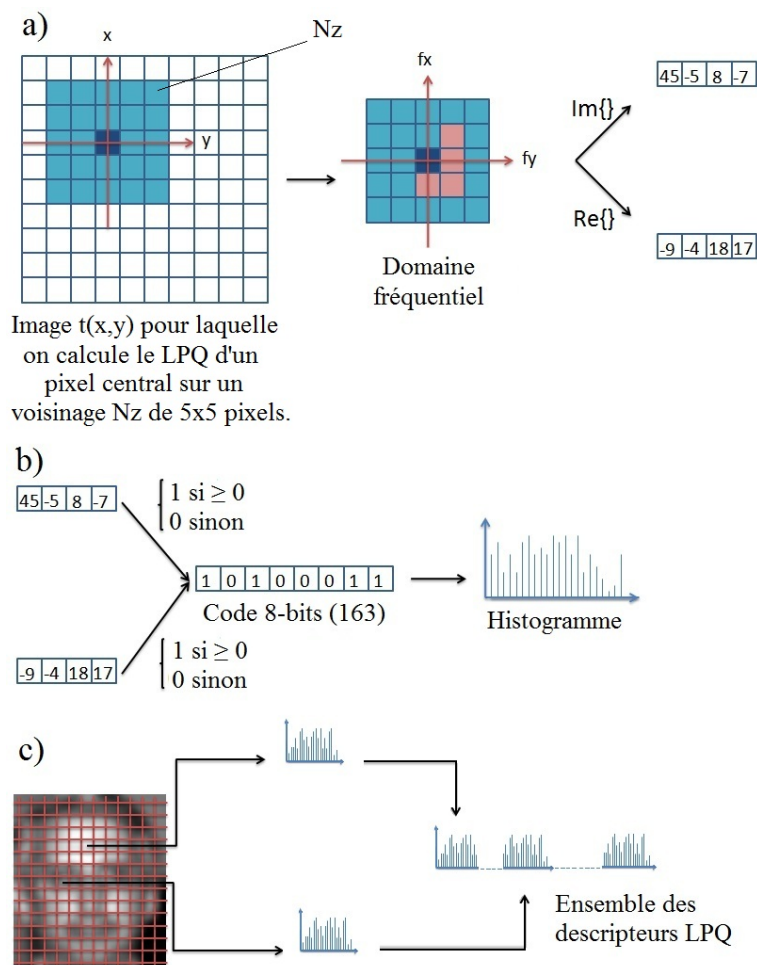 a)
x
Nz
y
fx
fy
Im{}
Re{}
45 -5 8 -7
-9 -4 18 17
Domaine
fréquentiel
Image t(x,y) pour laquelle
on calcule le LPQ d'un
pixel central sur un
voisinage Nz de 5x5 pixels.
b)
45 -5 8 -7
1 si ≥ 0
0 sinon
1 0 1 0 0 0 1 1
Code 8-bits (163)
Histogramme
-9 -4 18 17
1 si ≥ 0
0 sinon
c)
Ensemble des
descripteurs LPQ